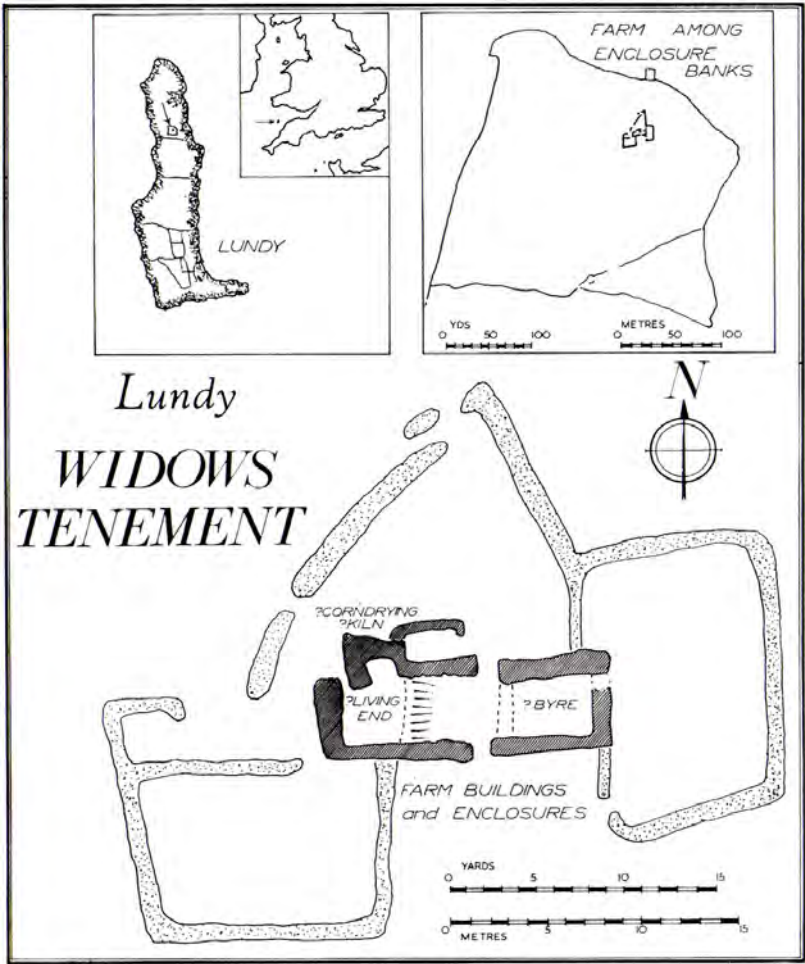 LUNDY
FARM AMONG
ENCLOSURE
BANKS
YDS
0 50 100
METRES
0 50 100
Lundy
WIDOWS
TENEMENT
N
?CORNDRYING
?KILN
?LIVING
END
?BYRE
FARM BUILDINGS
and ENCLOSURES
YARDS
0 5 10 15
0 5 10 15
METRES